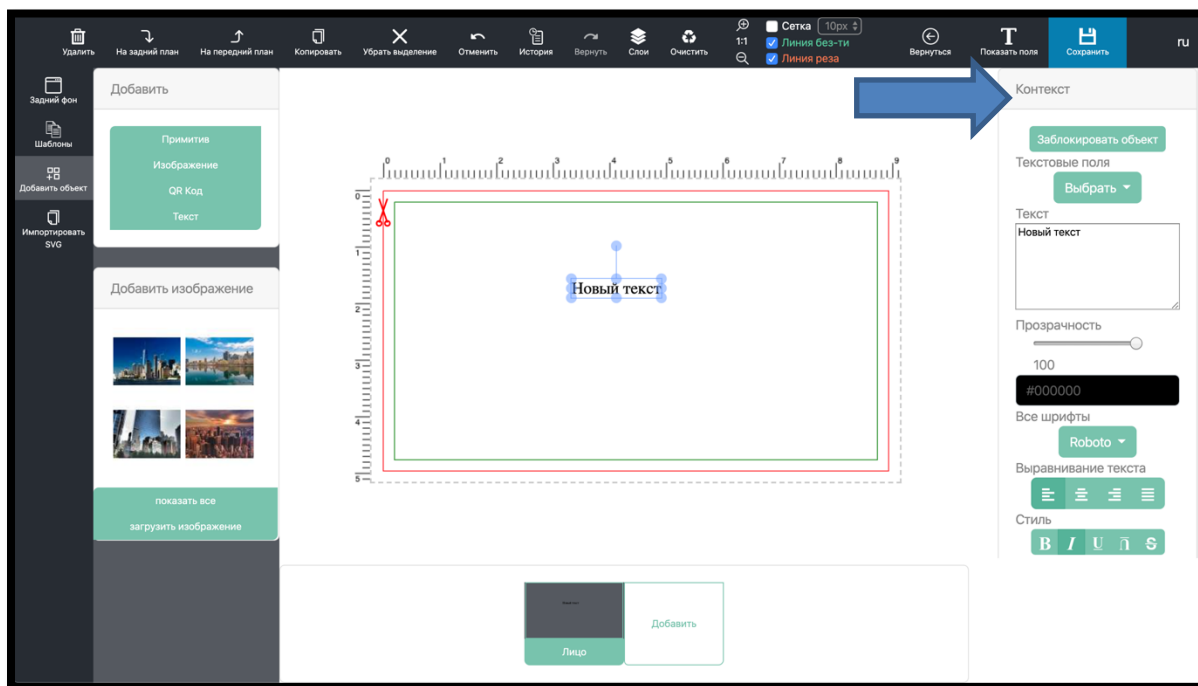 Удалить
На задний план
На передний план
Копировать
Убрать выделение
Отменить
История
Вернуть
Слои
Очистить
1:1
Сетка 10px
Линия без-ти
Линия реза
Вернуться
Показать поля
Сохранить
ru
Задний фон
Шаблоны
Добавить объект
Импортировать
SVG
Добавить
Примитив
Изображение
QR Код
Текст
Добавить изображение
показать все
загрузить изображение
0 1 2 3 4 5 6 7 8 9
0
1
2
3
4
5
Новый текст
Добавить
Лицо
Контекст
Заблокировать объект
Текстовые поля
Выбрать
Текст
Новый текст
Прозрачность
100
#000000
Все шрифты
Roboto
Выравнивание текста
Стиль
B I U n S